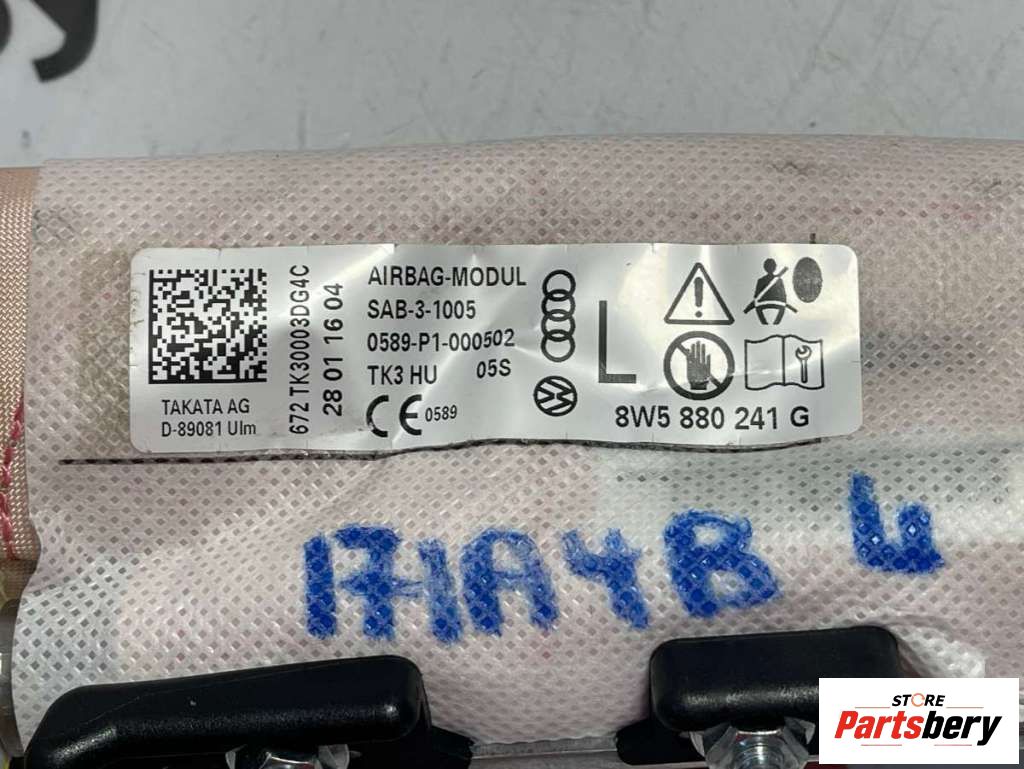 AIRBAG-MODUL
SAB-3-1005
0589-P1-000502
TK3 HU 05S
CE 0589
TAKATA AG
D-89081 Ulm
672 TK30003DG4C
28 01 16 04
L
8W5 880 241 G
171A4B
STORE
Partsbery